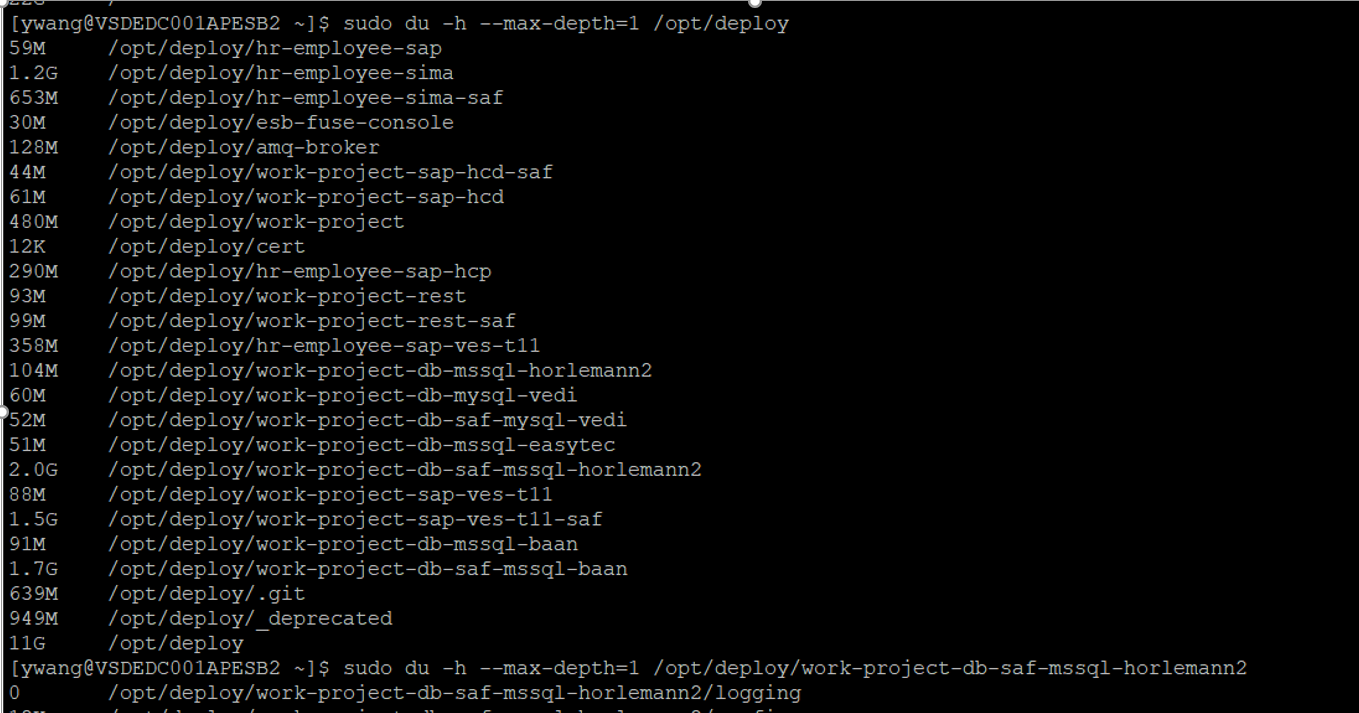 [ywang@VSDEDC001APESB2 ~]$ sudo du -h --max-depth=1 /opt/deploy
59M /opt/deploy/hr-employee-sap
1.2G /opt/deploy/hr-employee-sima
653M /opt/deploy/hr-employee-sima-saf
30M /opt/deploy/esb-fuse-console
128M /opt/deploy/amq-broker
44M /opt/deploy/work-project-sap-hcd-saf
61M /opt/deploy/work-project-sap-hcd
480M /opt/deploy/work-project
12K /opt/deploy/cert
290M /opt/deploy/hr-employee-sap-hcp
93M /opt/deploy/work-project-rest
99M /opt/deploy/work-project-rest-saf
358M /opt/deploy/hr-employee-sap-ves-t11
104M /opt/deploy/work-project-db-mssql-horlemann2
60M /opt/deploy/work-project-db-mysql-vedi
52M /opt/deploy/work-project-db-saf-mysql-vedi
51M /opt/deploy/work-project-db-mssql-easytec
2.0G /opt/deploy/work-project-db-saf-mssql-horlemann2
88M /opt/deploy/work-project-sap-ves-t11
1.5G /opt/deploy/work-project-sap-ves-t11-saf
91M /opt/deploy/work-project-db-mssql-baan
1.7G /opt/deploy/work-project-db-saf-mssql-baan
639M /opt/deploy/.git
949M /opt/deploy/_deprecated
11G /opt/deploy
[ywang@VSDEDC001APESB2 ~]$ sudo du -h --max-depth=1 /opt/deploy/work-project-db-saf-mssql-horlemann2
0 /opt/deploy/work-project-db-saf-mssql-horlemann2/logging